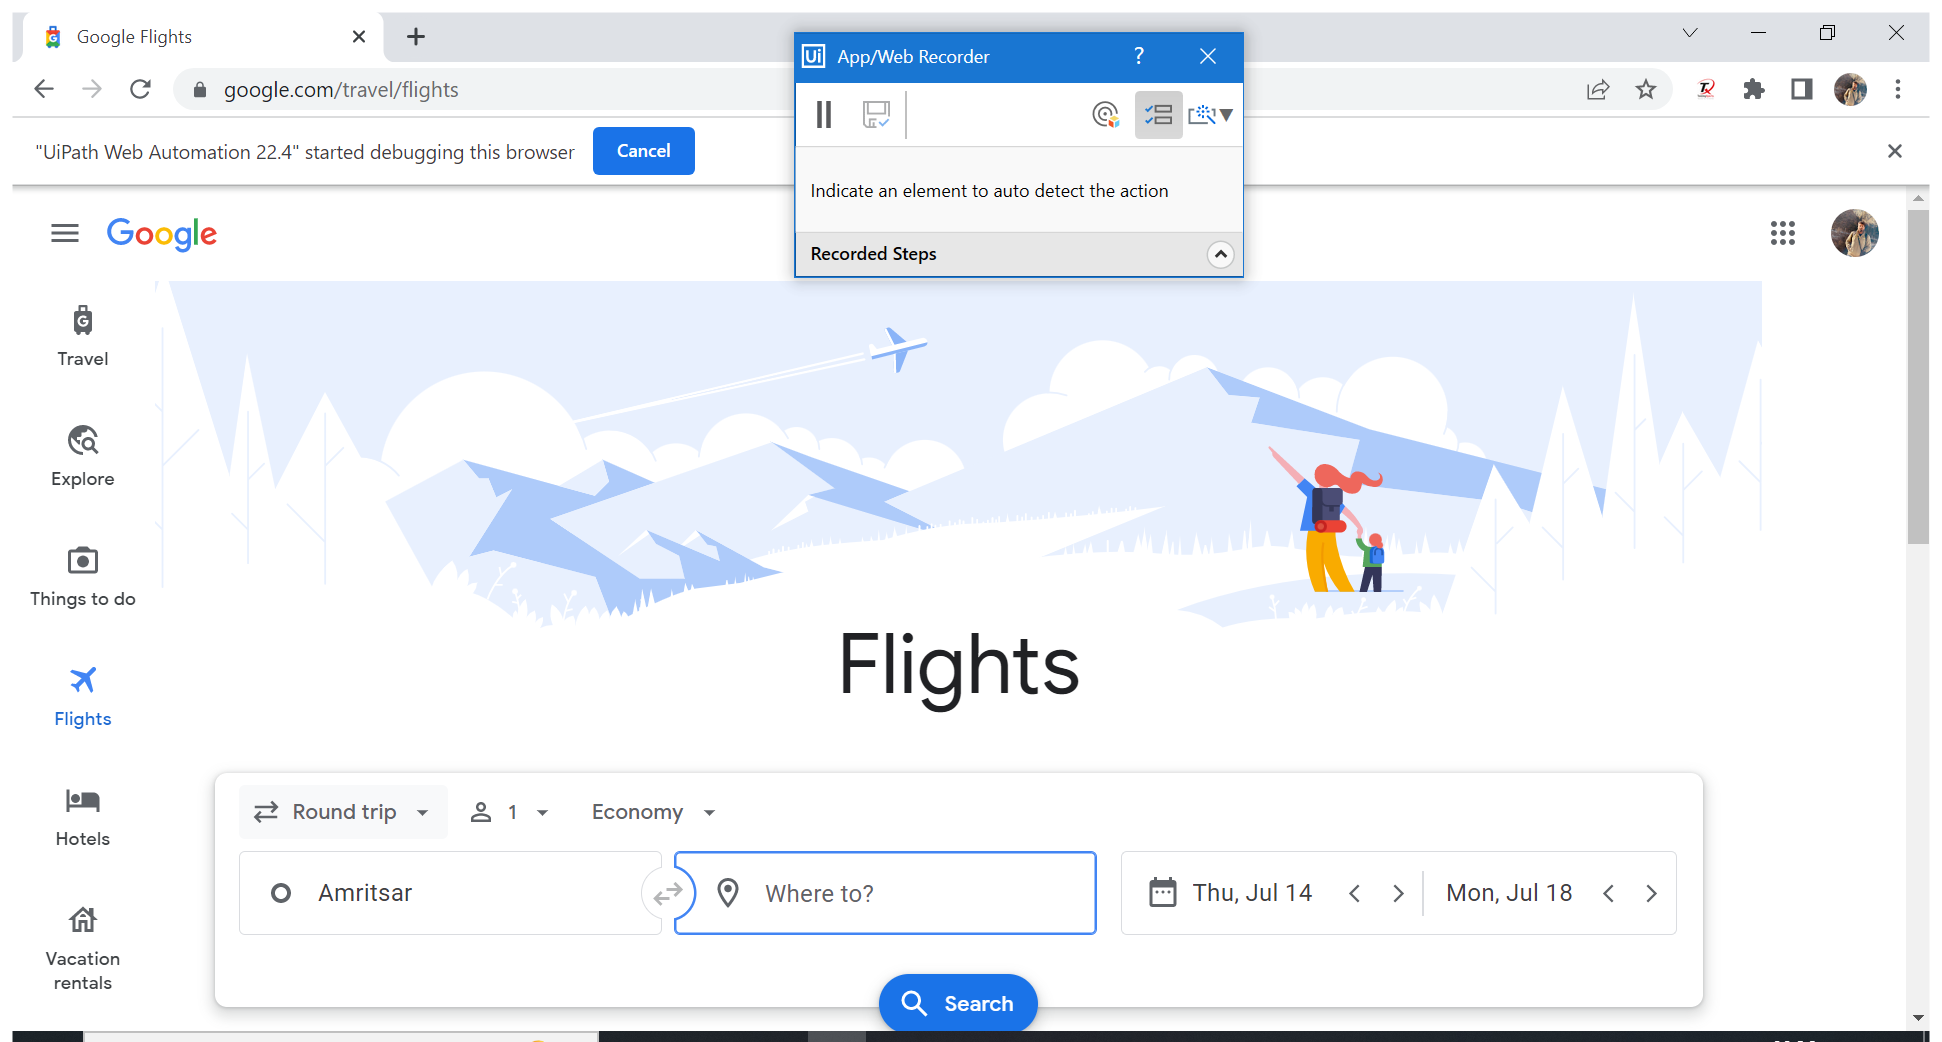 Google Flights
Ui App/Web Recorder ?
google.com/travel/flights
"UiPath Web Automation 22.4" started debugging this browser
Cancel
Indicate an element to auto detect the action
Recorded Steps
Google
Travel
Explore
Things to do
Flights
Hotels
Vacation
rentals
Flights
Round trip
1
Economy
Amritsar
Where to?
Thu, Jul 14
Mon, Jul 18
Search